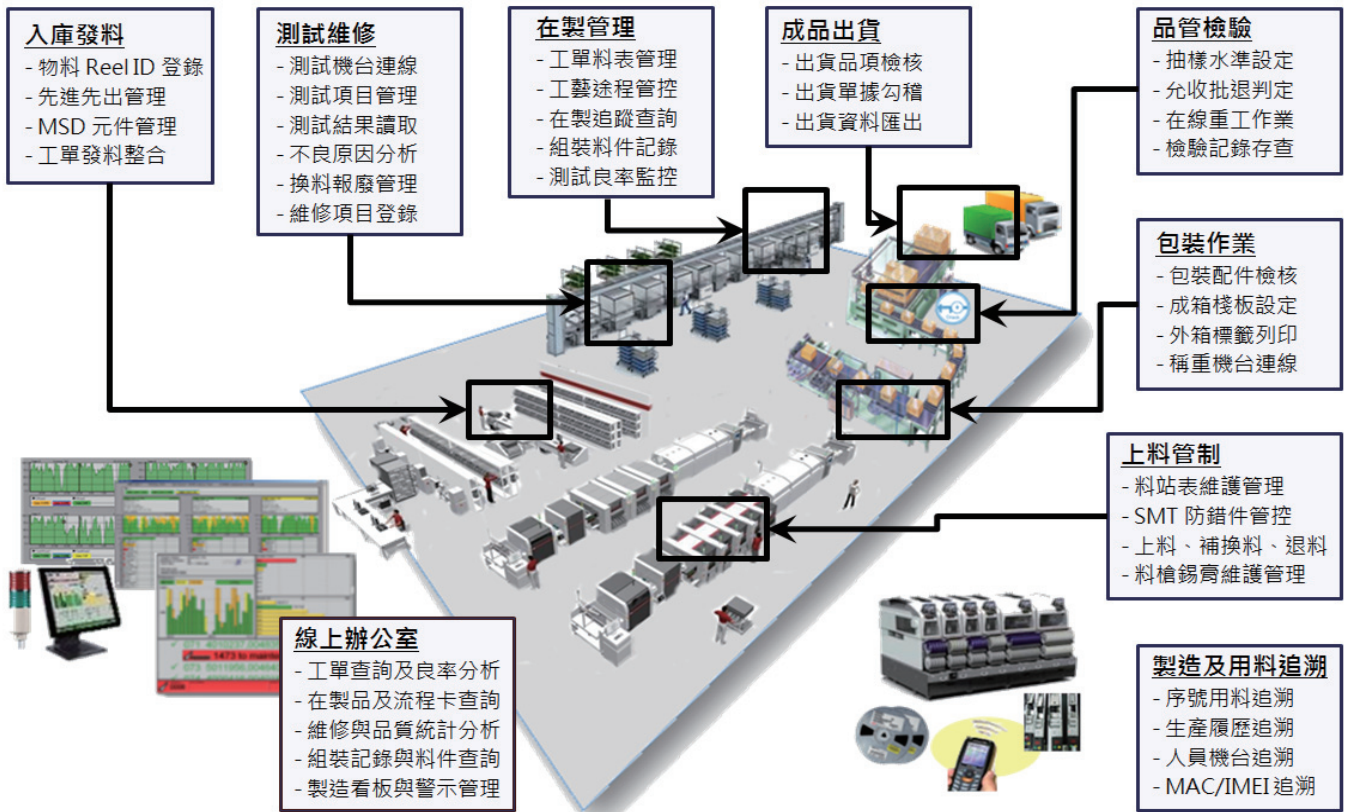 入庫發料
- 物料 Reel ID 登錄
- 先進先出管理
- MSD 元件管理
- 工單發料整合
測試維修
- 測試機台連線
- 測試項目管理
- 測試結果讀取
- 不良原因分析
- 換料報廢管理
- 維修項目登錄
在製管理
- 工單料表管理
- 工藝途程管控
- 在製追蹤查詢
- 組裝料件記錄
- 測試良率監控
成品出貨
- 出貨品項檢核
- 出貨單據勾稽
- 出貨資料匯出
品管檢驗
- 抽樣水準設定
- 允收批退判定
- 在線重工作業
- 檢驗記錄存查
包裝作業
- 包裝配件檢核
- 成箱棧板設定
- 外箱標籤列印
- 稱重機台連線
上料管制
- 料站表維護管理
- SMT 防錯件管控
- 上料、補換料、退料
- 料槍錫膏維護管理
線上辦公室
- 工單查詢及良率分析
- 在製品及流程卡查詢
- 維修與品質統計分析
- 組裝記錄與料件查詢
- 製造看板與警示管理
製造及用料追溯
- 序號用料追溯
- 生產履歷追溯
- 人員機台追溯
- MAC/IMEI 追溯